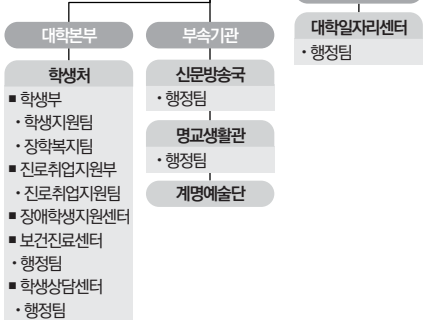 대학본부
학생처
■ 학생부
• 학생지원팀
• 장학복지팀
■ 진로취업지원부
• 진로취업지원팀
■ 장애학생지원센터
■ 보건진료센터
• 행정팀
■ 학생상담센터
• 행정팀
부속기관
신문방송국
• 행정팀
명교생활관
• 행정팀
계명예술단
대학일자리센터
• 행정팀